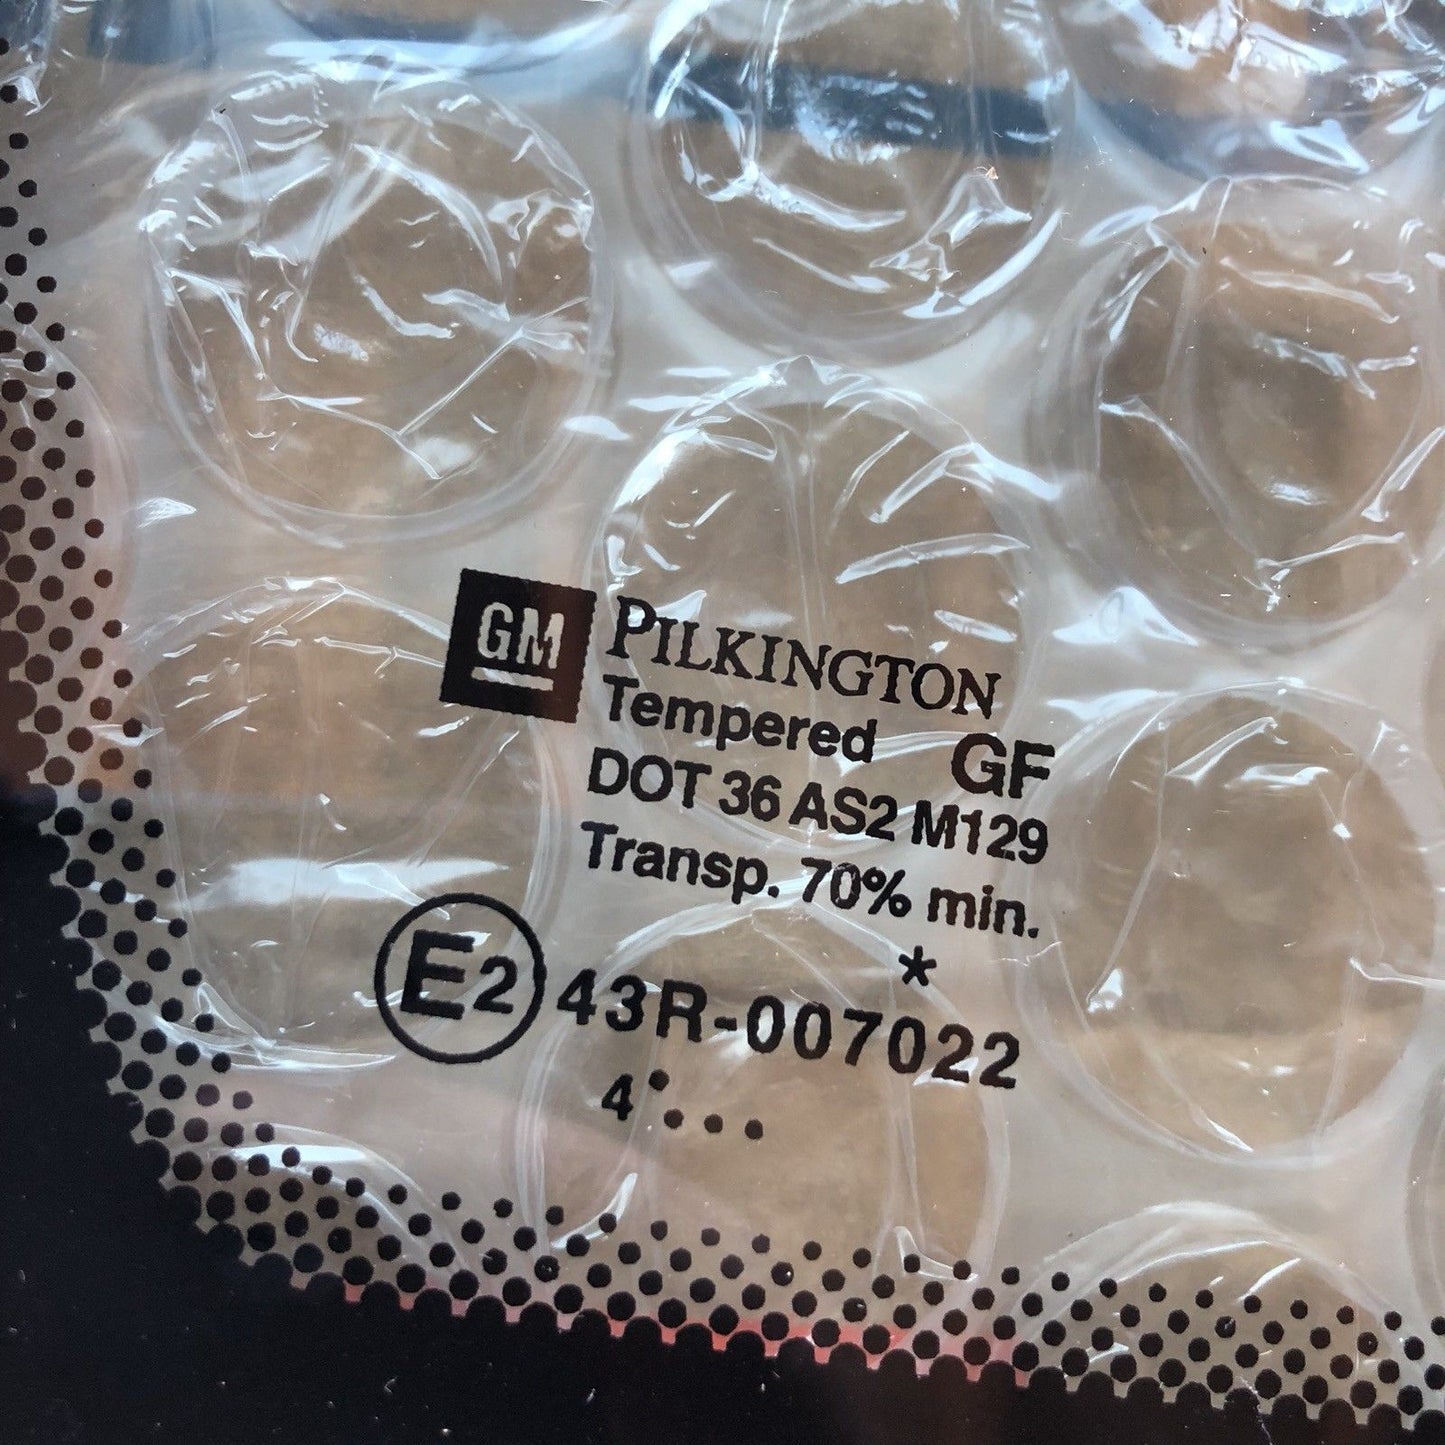 GM PILKINGTON
Tempered GF
DOT 36 AS2 M129
Transp. 70% min.
*
E2 43R-007022
4 ....